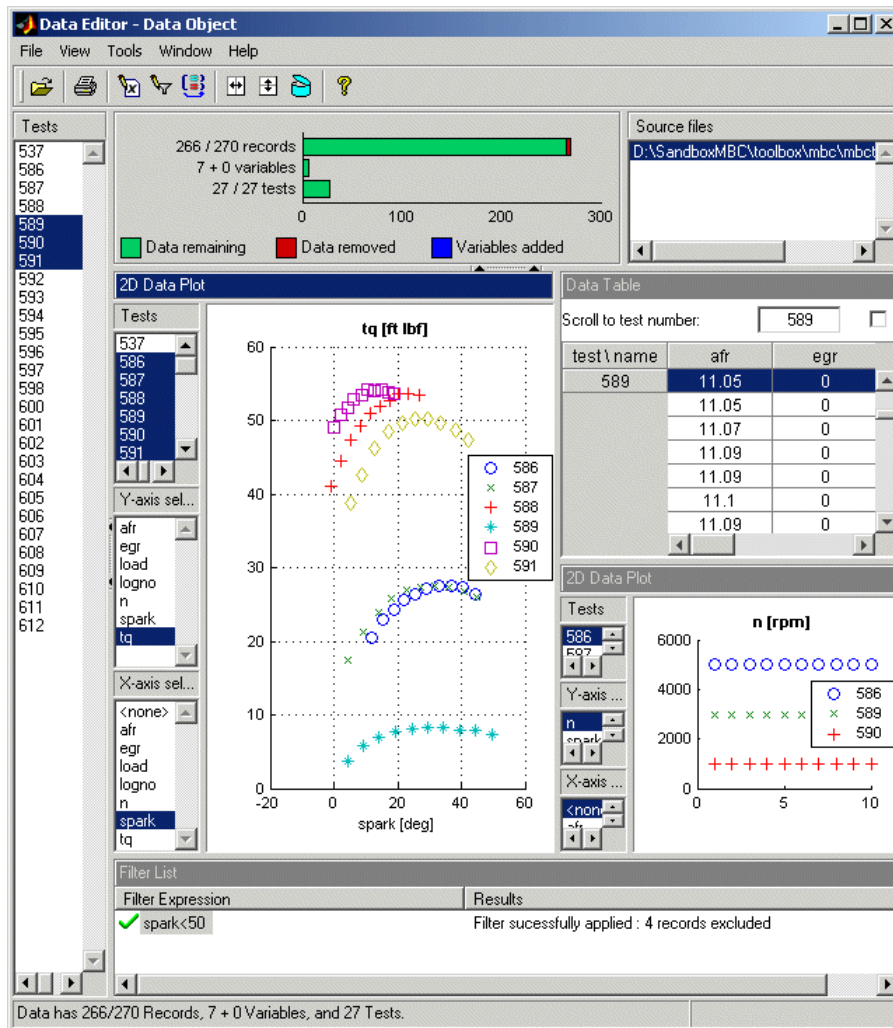 Data Editor - Data Object
File View Tools Window Help
Tests
537
586
587
588
589
590
591
592
593
594
595
596
597
598
600
601
602
603
604
605
606
607
608
609
610
611
612
266 / 270 records
7 + 0 variables
27 / 27 tests
0 100 200 300
Data remaining Data removed Variables added
Source files
D:\SandboxMBC\toolbox\mbc\mbct
2D Data Plot
Tests
537
586
587
588
589
590
591
Y-axis sel...
afr
egr
load
logno
n
spark
tq
X-axis sel...
<none>
afr
egr
load
logno
n
spark
tq
tq [ft lbf]
60
50
40
30
20
10
0
-20 0 20 40 60
spark [deg]
586
587
588
589
590
591
Data Table
Scroll to test number: 589
test \ name afr egr
589 11.05 0
11.05 0
11.07 0
11.09 0
11.09 0
11.1 0
11.09 0
2D Data Plot
Tests
586
587
Y-axis ...
n
spark
X-axis ...
<none
afr
n [rpm]
6000
4000
2000
0
0 5 10
586
589
590
Filter List
Filter Expression Results
spark<50 Filter sucessfully applied : 4 records excluded
Data has 266/270 Records, 7 + 0 Variables, and 27 Tests.